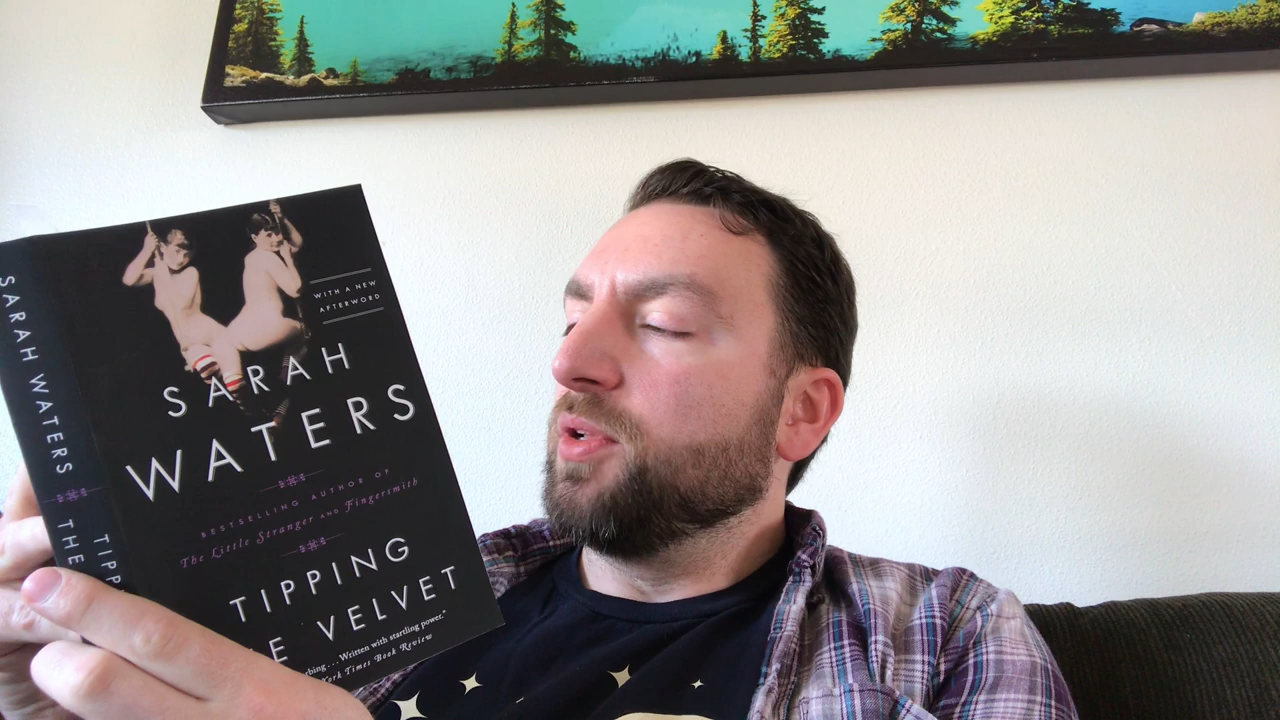 SARAH WATERS THE
TIPP
WITH A NEW
AFTERWORD
SARAH
WATERS
BESTSELLING AUTHOR OF
The Little Stranger AND Fingersmith
TIPPING
E VELVET
Written with startling power."
York Times Book Review